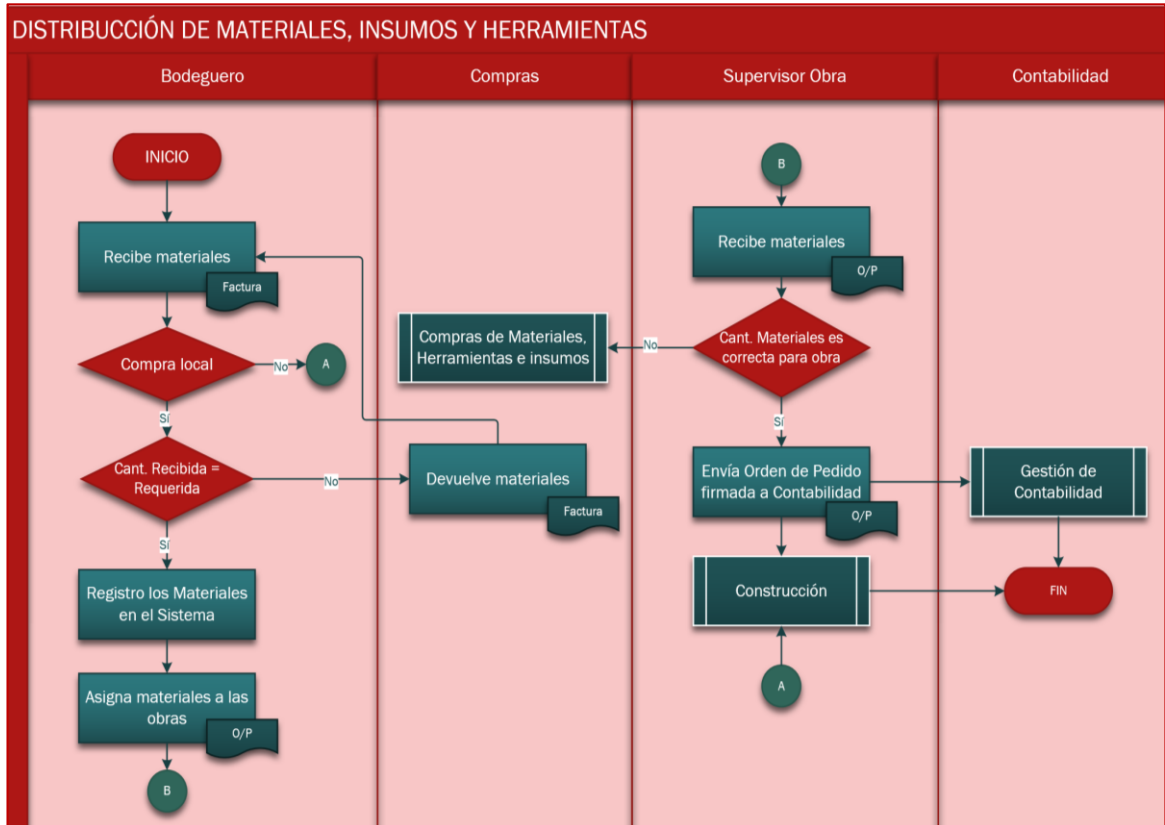 DISTRIBUCCIÓN DE MATERIALES, INSUMOS Y HERRAMIENTAS
Bodeguero
Compras
Supervisor Obra
Contabilidad
INICIO
Recibe materiales
Factura
Compra local
No
A
Sí
Cant. Recibida =
Requerida
No
Sí
Registro los Materiales
en el Sistema
Asigna materiales a las
obras
O/P
B
Compras de Materiales,
Herramientas e insumos
Devuelve materiales
Factura
B
Recibe materiales
O/P
Cant. Materiales es
correcta para obra
No
Sí
Envía Orden de Pedido
firmada a Contabilidad
O/P
Construcción
A
Gestión de
Contabilidad
FIN